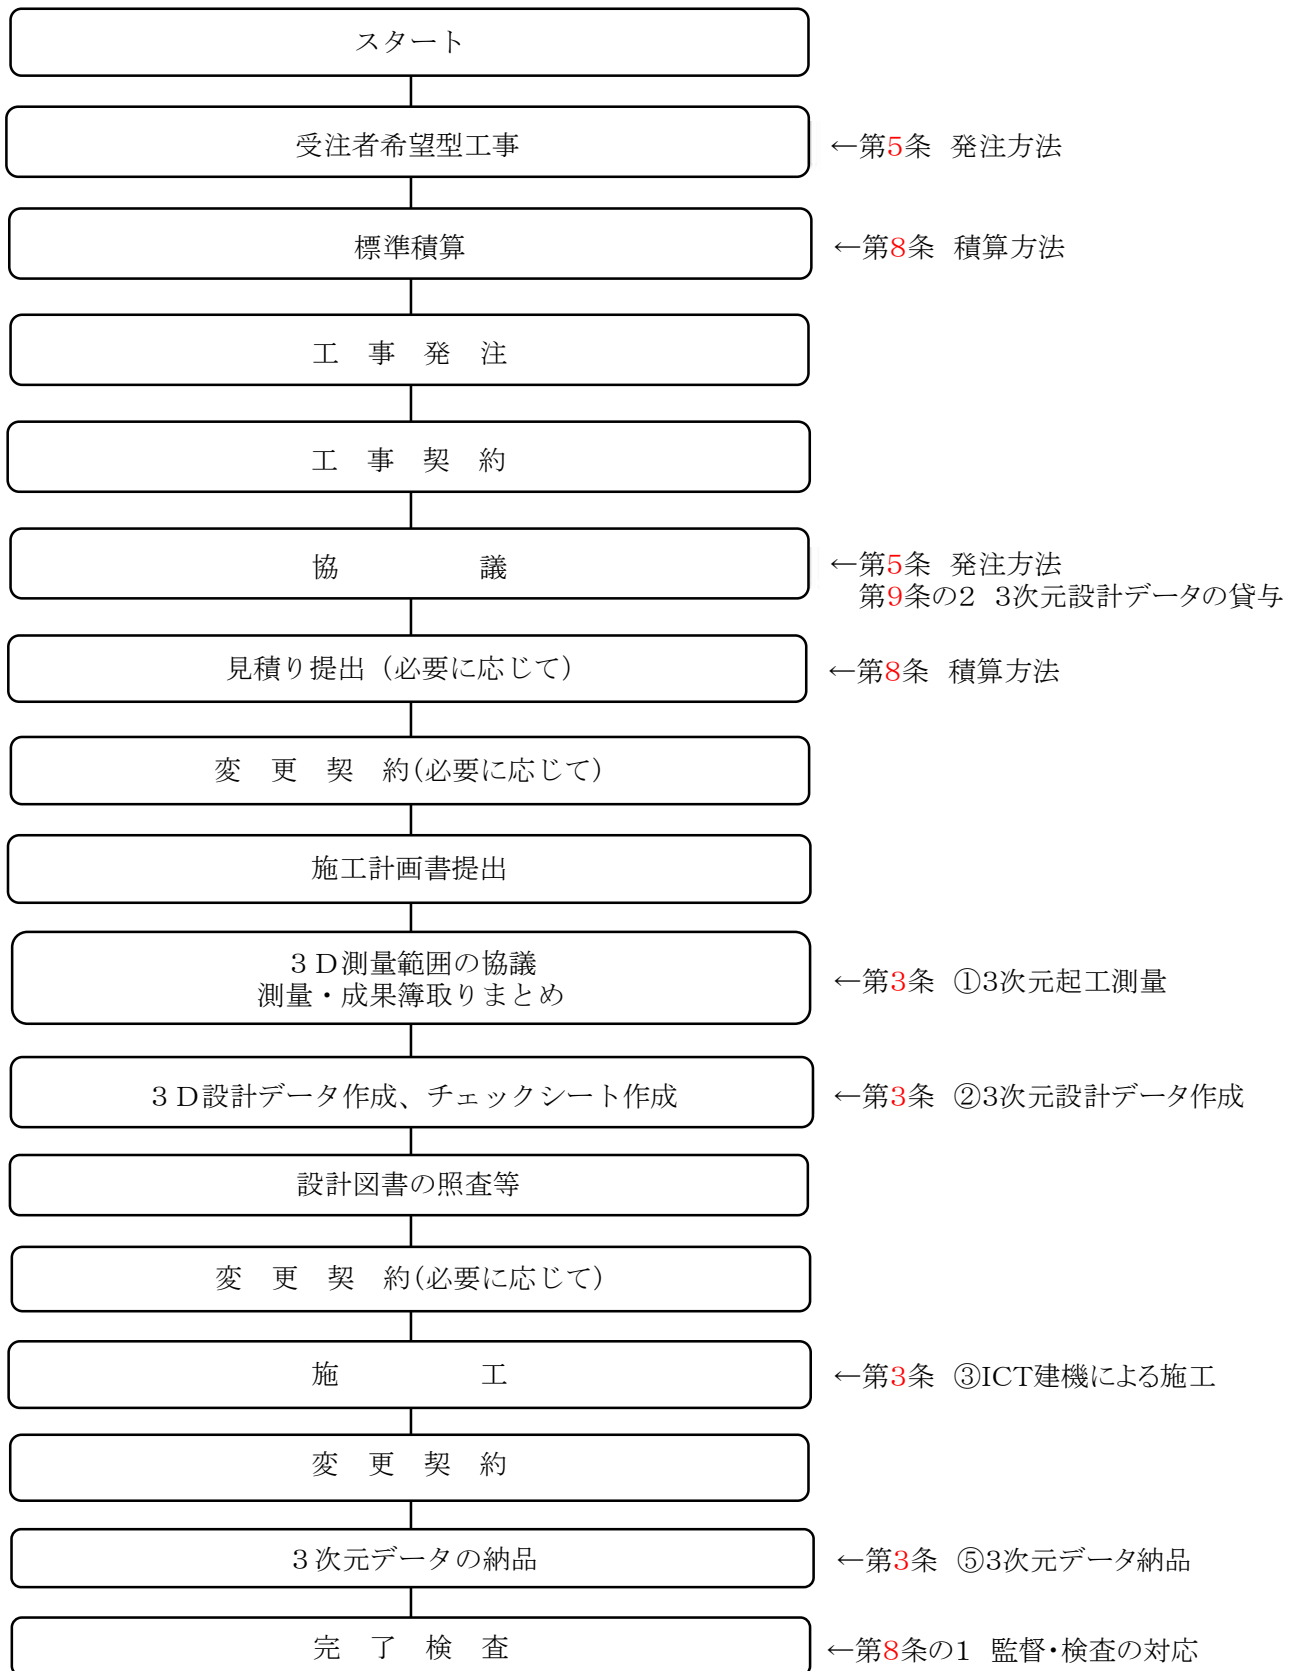 スタート
受注者希望型工事 ←第5条 発注方法
標準積算 ←第8条 積算方法
工 事 発 注
工 事 契 約
協 議 ←第5条 発注方法
第9条の2 3次元設計データの貸与
見積り提出（必要に応じて） ←第8条 積算方法
変 更 契 約(必要に応じて)
施工計画書提出
３Ｄ測量範囲の協議
測量・成果簿取りまとめ ←第3条 ①3次元起工測量
３Ｄ設計データ作成、チェックシート作成 ←第3条 ②3次元設計データ作成
設計図書の照査等
変 更 契 約(必要に応じて)
施 工 ←第3条 ③ICT建機による施工
変 更 契 約
３次元データの納品 ←第3条 ⑤3次元データ納品
完 了 検 査 ←第8条の1 監督・検査の対応